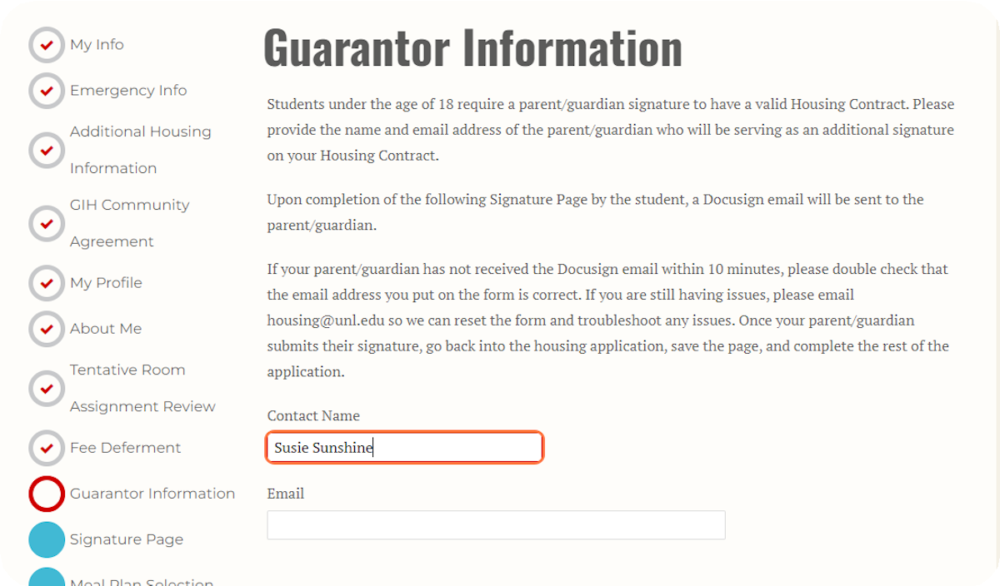 My Info
Emergency Info
Additional Housing
Information
GIH Community
Agreement
My Profile
About Me
Tentative Room
Assignment Review
Fee Deferment
Guarantor Information
Signature Page
Meal Plan Selection
Guarantor Information
Students under the age of 18 require a parent/guardian signature to have a valid Housing Contract. Please
provide the name and email address of the parent/guardian who will be serving as an additional signature
on your Housing Contract.
Upon completion of the following Signature Page by the student, a Docusign email will be sent to the
parent/guardian.
If your parent/guardian has not received the Docusign email within 10 minutes, please double check that
the email address you put on the form is correct. If you are still having issues, please email
housing@unl.edu so we can reset the form and troubleshoot any issues. Once your parent/guardian
submits their signature, go back into the housing application, save the page, and complete the rest of the
application.
Contact Name
Susie Sunshine
Email